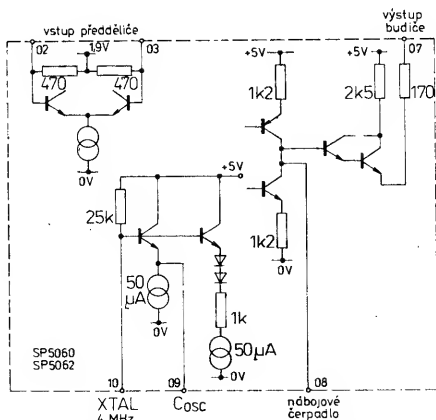 vstup předděliče
výstup
budiče
02
1,9V
03
07
+5V
+5V
470
470
1k2
2k5
170
0V
+5V
25k
1k2
0V
50
µA
0V
1k
50µA
0V
SP5060
SP5062
10
09
08
XTAL
4 MHz
Cosc
nábojové
čerpadlo